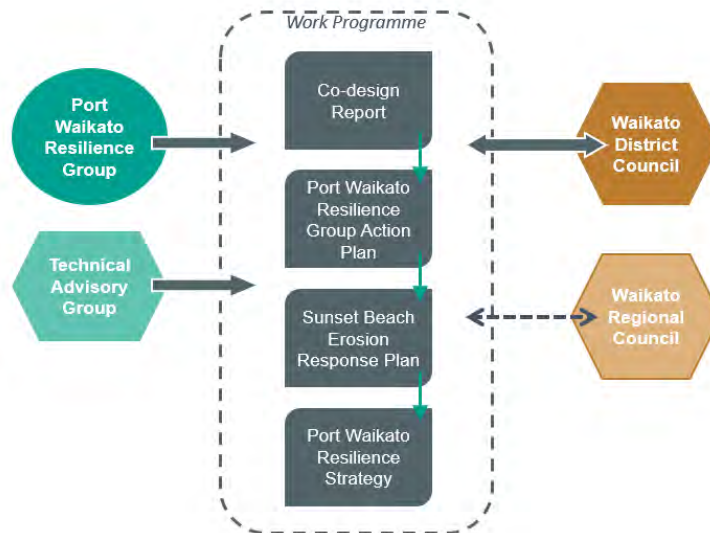 Work Programme
Port
Waikato
Resilience
Group
Technical
Advisory
Group
Co-design
Report
Port Waikato
Resilience
Group Action
Plan
Sunset Beach
Erosion
Response Plan
Port Waikato
Resilience
Strategy
Waikato
District
Council
Waikato
Regional
Council